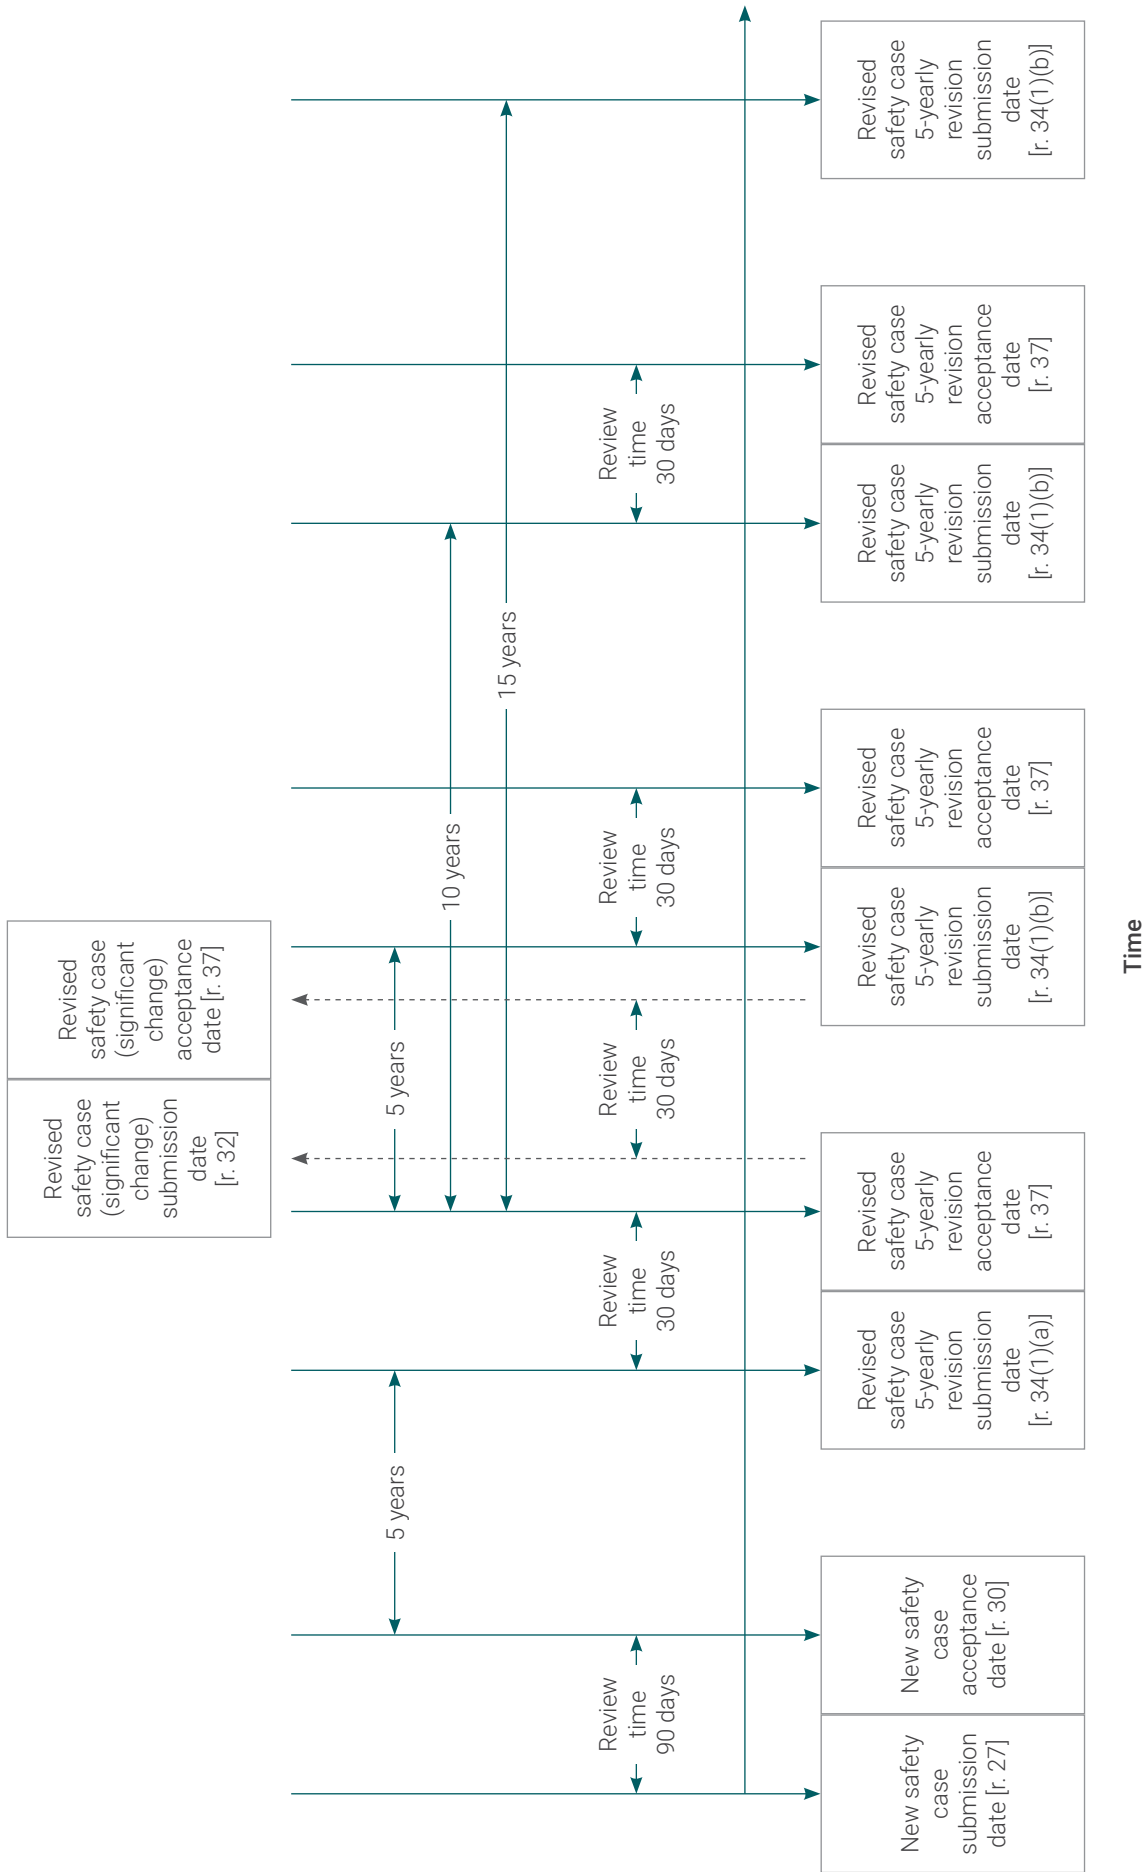 Revised
safety case
(significant
change)
submission
date
[r. 32]
Revised
safety case
(significant
change)
acceptance
date [r. 37]
5 years
5 years
10 years
15 years
Review
time
90 days
Review
time
30 days
Review
time
30 days
Review
time
30 days
Review
time
30 days
New safety
case
submission
date [r. 27]
New safety
case
acceptance
date [r. 30]
Revised
safety case
5-yearly
revision
submission
date
[r. 34(1)(a)]
Revised
safety case
5-yearly
revision
acceptance
date
[r. 37]
Revised
safety case
5-yearly
revision
submission
date
[r. 34(1)(b)]
Revised
safety case
5-yearly
revision
acceptance
date
[r. 37]
Revised
safety case
5-yearly
revision
submission
date
[r. 34(1)(b)]
Revised
safety case
5-yearly
revision
acceptance
date
[r. 37]
Revised
safety case
5-yearly
revision
submission
date
[r. 34(1)(b)]
Time